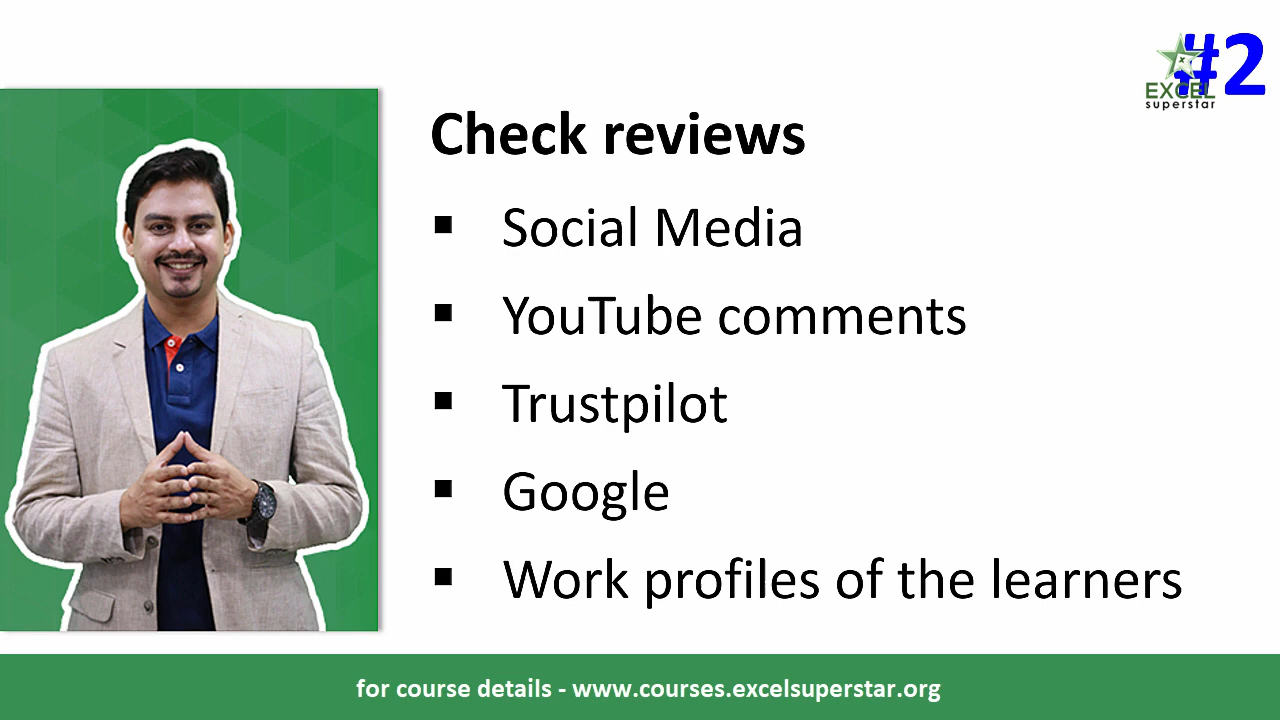 #2
EXCEL
superstar
Check reviews
▪ Social Media
▪ YouTube comments
▪ Trustpilot
▪ Google
▪ Work profiles of the learners
for course details - www.courses.excelsuperstar.org